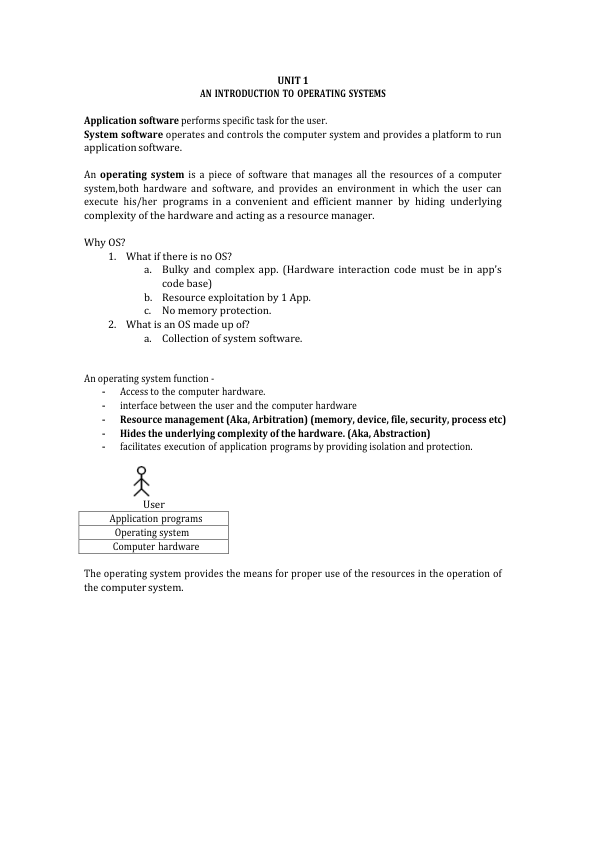 UNIT 1
AN INTRODUCTION TO OPERATING SYSTEMS
Application software performs specific task for the user.
System software operates and controls the computer system and provides a platform to run
application software.
An operating system is a piece of software that manages all the resources of a computer
system,both hardware and software, and provides an environment in which the user can
execute his/her programs in a convenient and efficient manner by hiding underlying
complexity of the hardware and acting as a resource manager.
Why OS?
1. What if there is no OS?
a. Bulky and complex app. (Hardware interaction code must be in app's
code base)
b. Resource exploitation by 1 App.
c. No memory protection.
2. What is an OS made up of?
a. Collection of system software.
An operating system function -
- Access to the computer hardware.
- interface between the user and the computer hardware
- Resource management (Aka, Arbitration) (memory, device, file, security, process etc)
- Hides the underlying complexity of the hardware. (Aka, Abstraction)
- facilitates execution of application programs by providing isolation and protection.
User
Application programs
Operating system
Computer hardware
The operating system provides the means for proper use of the resources in the operation of
the computer system.